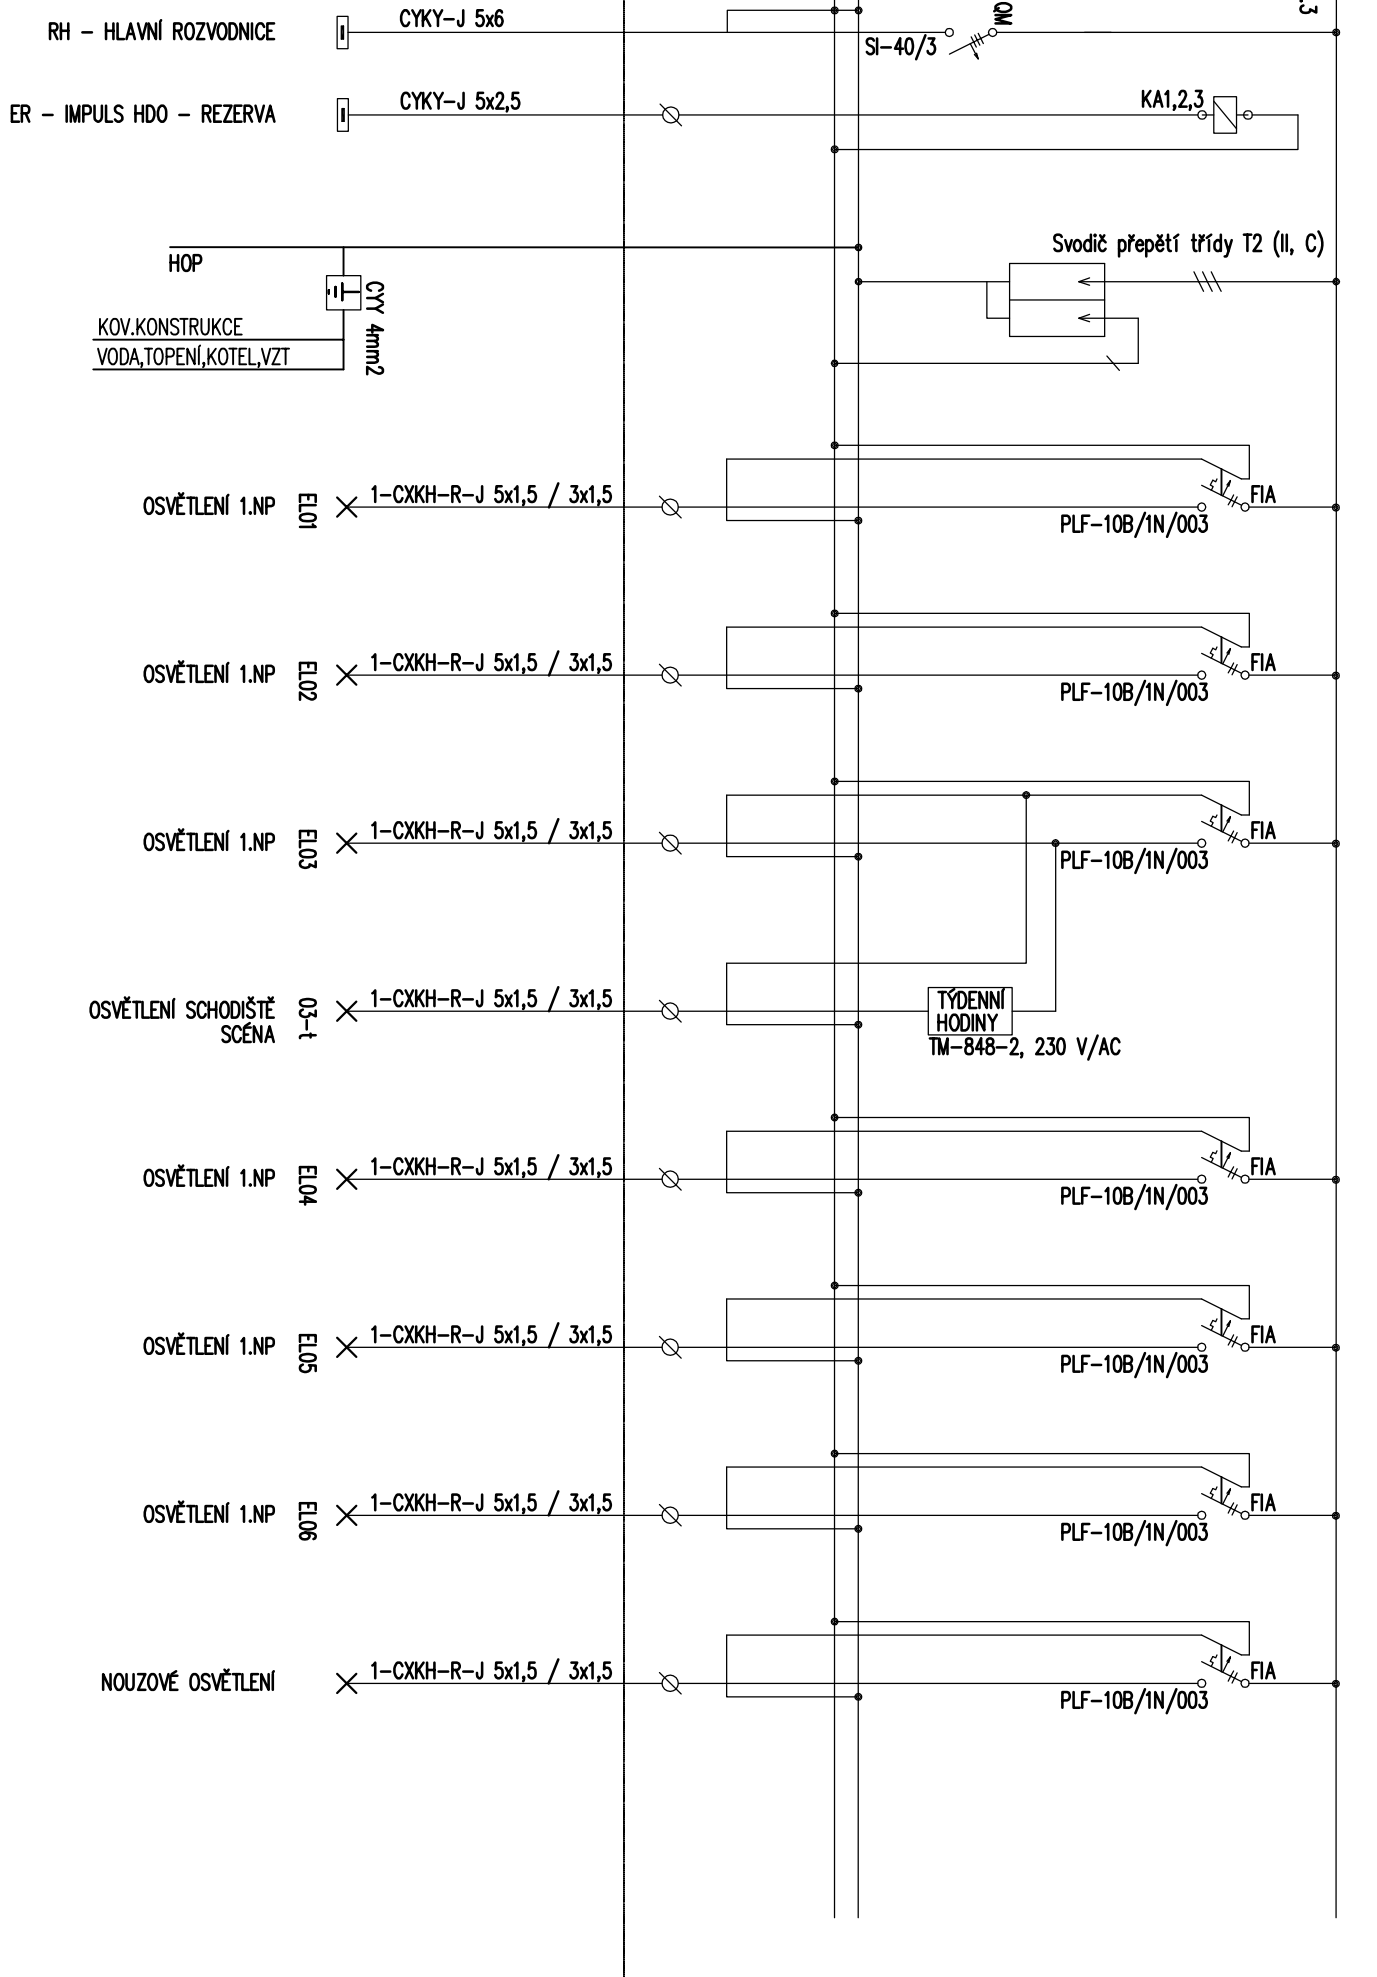 RH – HLAVNÍ ROZVODNICE
CYKY–J 5x6
SI–40/3
QM
.3
ER – IMPULS HDO – REZERVA
CYKY–J 5x2,5
KA1,2,3
HOP
CYY 4mm2
KOV.KONSTRUKCE
VODA,TOPENÍ,KOTEL,VZT
Svodič přepětí třídy T2 (II, C)
OSVĚTLENÍ 1.NP
EL01
1–CXKH–R–J 5x1,5 / 3x1,5
FIA
PLF–10B/1N/003
OSVĚTLENÍ 1.NP
EL02
1–CXKH–R–J 5x1,5 / 3x1,5
FIA
PLF–10B/1N/003
OSVĚTLENÍ 1.NP
EL03
1–CXKH–R–J 5x1,5 / 3x1,5
FIA
PLF–10B/1N/003
OSVĚTLENÍ SCHODIŠTĚ
SCÉNA
03–t
1–CXKH–R–J 5x1,5 / 3x1,5
TÝDENNÍ
HODINY
TM–848–2, 230 V/AC
OSVĚTLENÍ 1.NP
EL04
1–CXKH–R–J 5x1,5 / 3x1,5
FIA
PLF–10B/1N/003
OSVĚTLENÍ 1.NP
EL05
1–CXKH–R–J 5x1,5 / 3x1,5
FIA
PLF–10B/1N/003
OSVĚTLENÍ 1.NP
EL06
1–CXKH–R–J 5x1,5 / 3x1,5
FIA
PLF–10B/1N/003
NOUZOVÉ OSVĚTLENÍ
1–CXKH–R–J 5x1,5 / 3x1,5
FIA
PLF–10B/1N/003